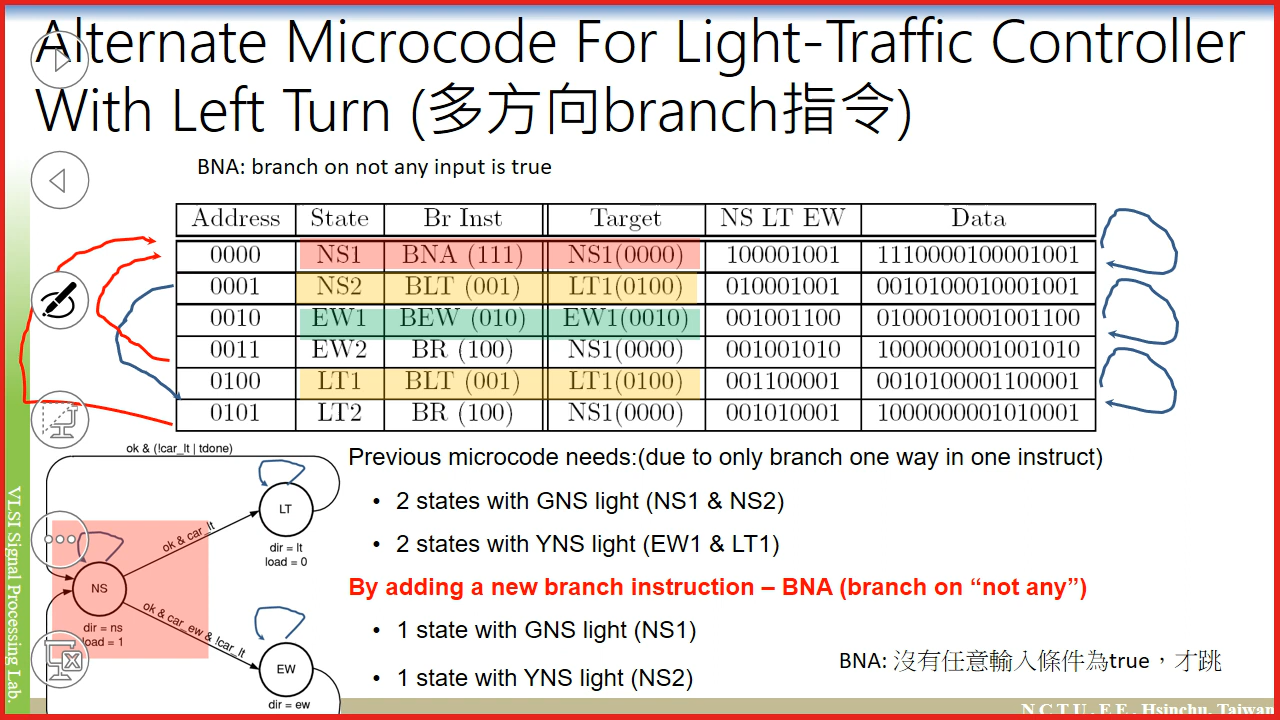 Alternate Microcode For Light-Traffic Controller
With Left Turn (多方向branch指令)
BNA: branch on not any input is true
Address State Br Inst Target NS LT EW Data
0000 NS1 BNA (111) NS1(0000) 100001001 1110000100001001
0001 NS2 BLT (001) LT1(0100) 010001001 0010100010001001
0010 EW1 BEW (010) EW1(0010) 001001100 0100010001001100
0011 EW2 BR (100) NS1(0000) 001001010 1000000001001010
0100 LT1 BLT (001) LT1(0100) 001100001 0010100001100001
0101 LT2 BR (100) NS1(0000) 001010001 1000000001010001
ok & (!car_lt | tdone)
LT
ok & car_lt
dir = lt
load = 0
NS
dir = ns
load = 1
ok & car_ew & !car_lt
EW
dir = ew
Previous microcode needs:(due to only branch one way in one instruct)
• 2 states with GNS light (NS1 & NS2)
• 2 states with YNS light (EW1 & LT1)
By adding a new branch instruction – BNA (branch on “not any”)
• 1 state with GNS light (NS1)
• 1 state with YNS light (NS2)
BNA: 沒有任意輸入條件為true，才跳
VLSI Signal Processing Lab.
N C T U . E E , Hsinchu, Taiwan